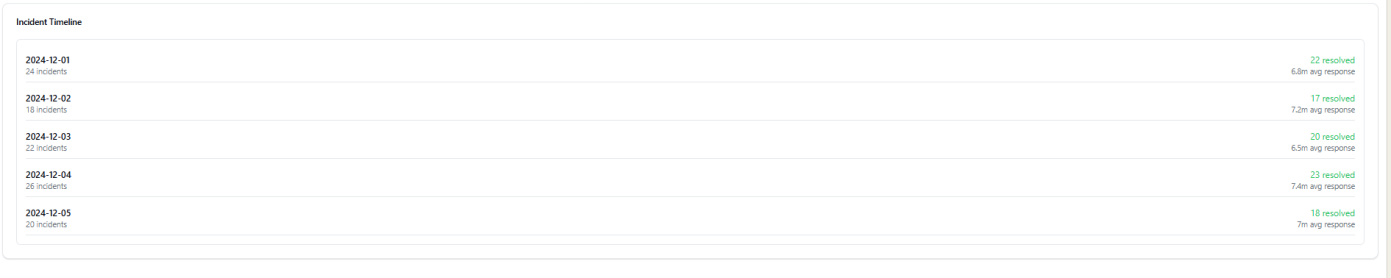 Incident Timeline
2024-12-01
22 resolved
24 incidents
6.8m avg response
2024-12-02
17 resolved
18 incidents
7.2m avg response
2024-12-03
20 resolved
22 incidents
6.5m avg response
2024-12-04
23 resolved
26 incidents
7.4m avg response
2024-12-05
18 resolved
20 incidents
7m avg response